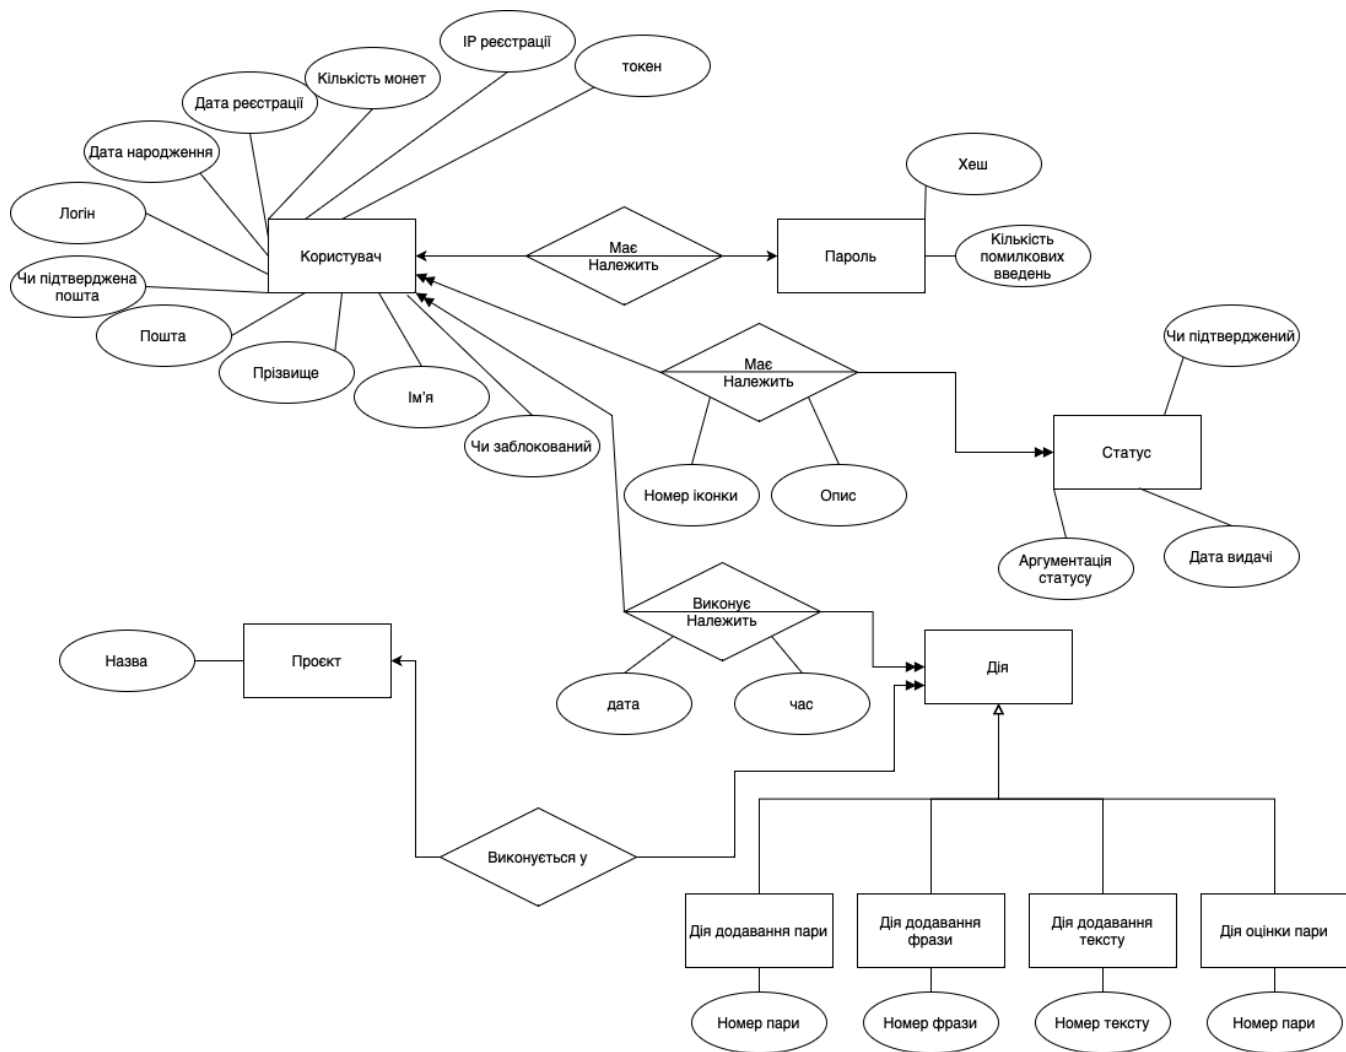 IP реєстрації
токен
Кількість монет
Дата реєстрації
Дата народження
Хеш
Логін
Користувач
Має
Належить
Пароль
Кількість
помилкових
введень
Чи підтверджена
пошта
Пошта
Прізвище
Ім'я
Чи заблокований
Має
Належить
Чи підтверджений
Статус
Номер іконки
Опис
Аргументація
статусу
Дата видачі
Виконує
Належить
Назва
Проєкт
Дія
дата
час
Виконується у
Дія додавання пари
Дія додавання
фрази
Дія додавання
тексту
Дія оцінки пари
Номер пари
Номер фрази
Номер тексту
Номер пари